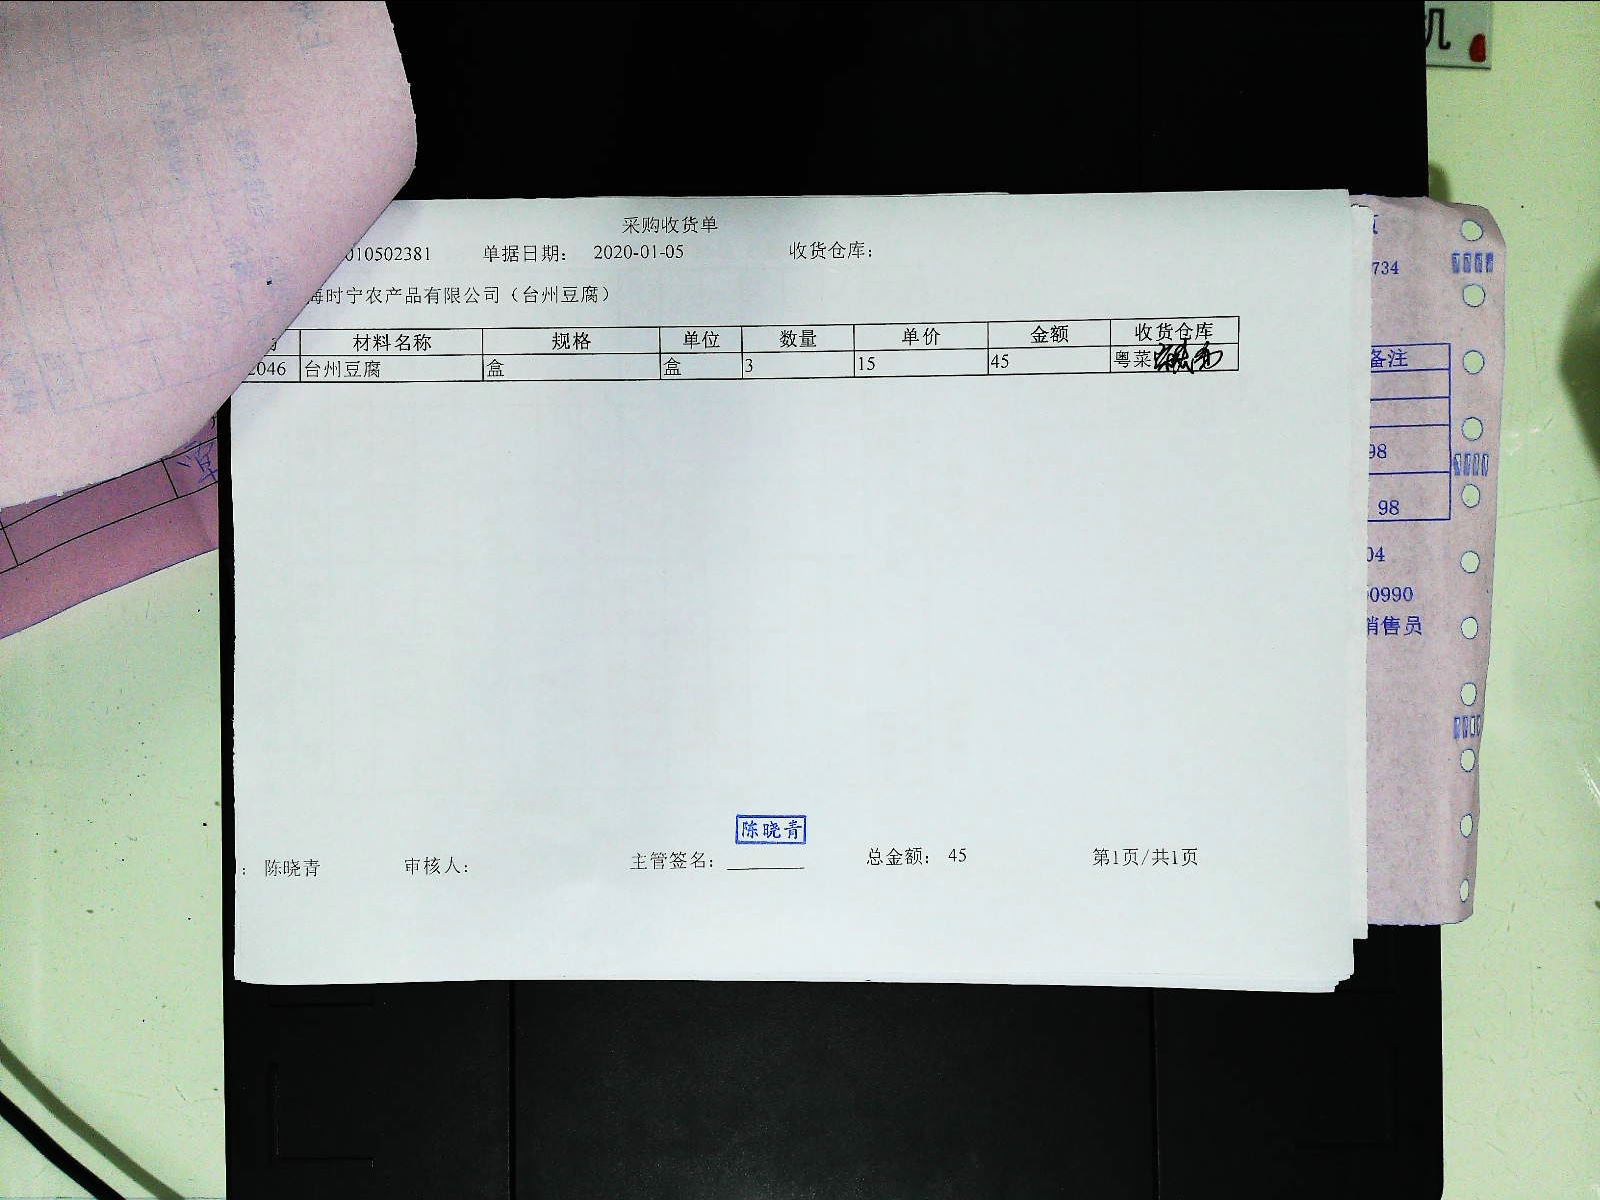 机
采购收货单
010502381 单据日期： 2020-01-05 收货仓库：
海时宁农产品有限公司（台州豆腐）
材料名称 规格 单位 数量 单价 金额 收货仓库
2046 台州豆腐 盒 盒 3 15 45 粤菜
陈晓青
： 陈晓青 审核人： 主管签名： 总金额： 45 第1页/共1页
734
备注
98
98
04
0990
销售员